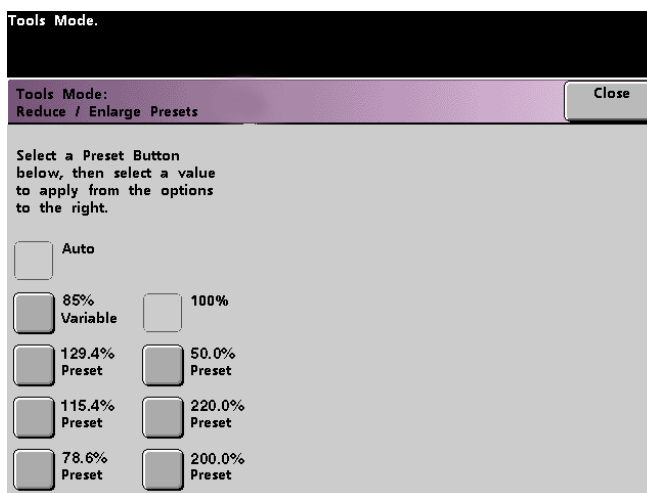 Tools Mode.
Tools Mode:
Reduce / Enlarge Presets
Close
Select a Preset Button
below, then select a value
to apply from the options
to the right.
Auto
85%
Variable
100%
129.4%
Preset
50.0%
Preset
115.4%
Preset
220.0%
Preset
78.6%
Preset
200.0%
Preset